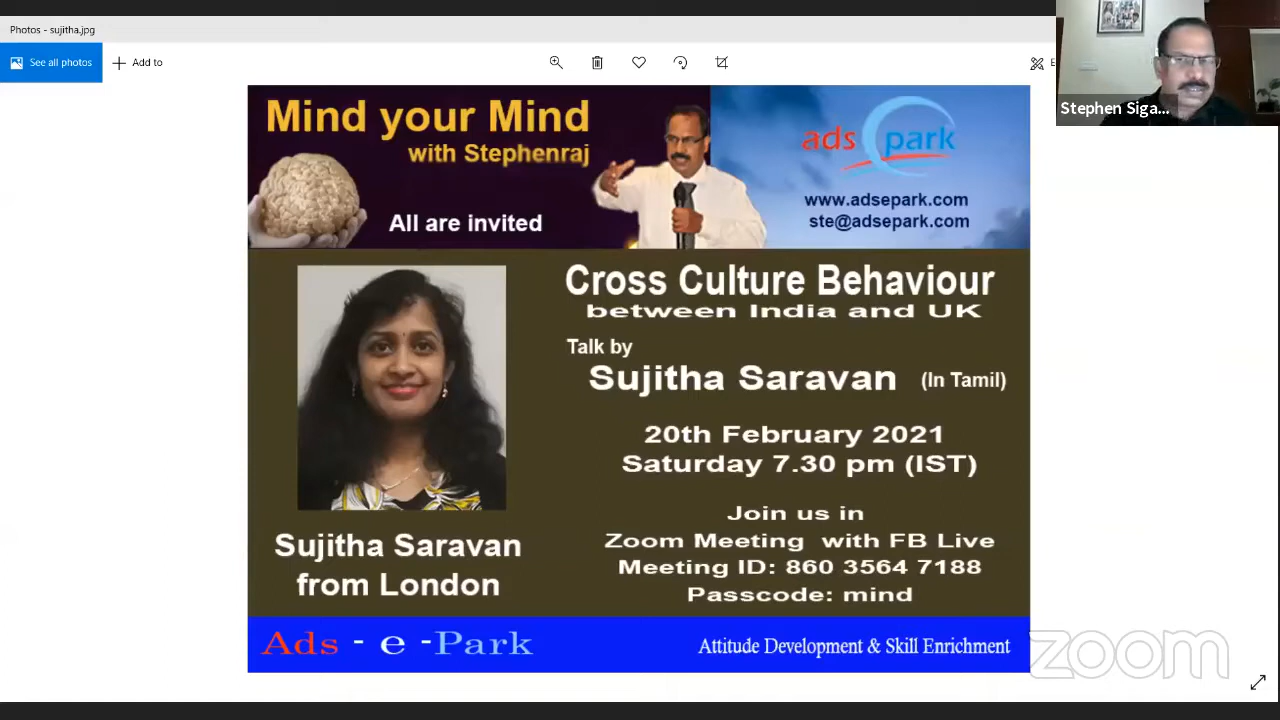 Photos - sujitha.jpg
See all photos
Add to
Stephen Siga...
Mind your Mind
with Stephenraj
All are invited
ads park
www.adsepark.com
ste@adsepark.com
Cross Culture Behaviour
between India and UK
Talk by
Sujitha Saravan (In Tamil)
20th February 2021
Saturday 7.30 pm (IST)
Join us in
Zoom Meeting with FB Live
Meeting ID: 860 3564 7188
Passcode: mind
Sujitha Saravan
from London
Ads - e -Park
Attitude Development & Skill Enrichment
zoom